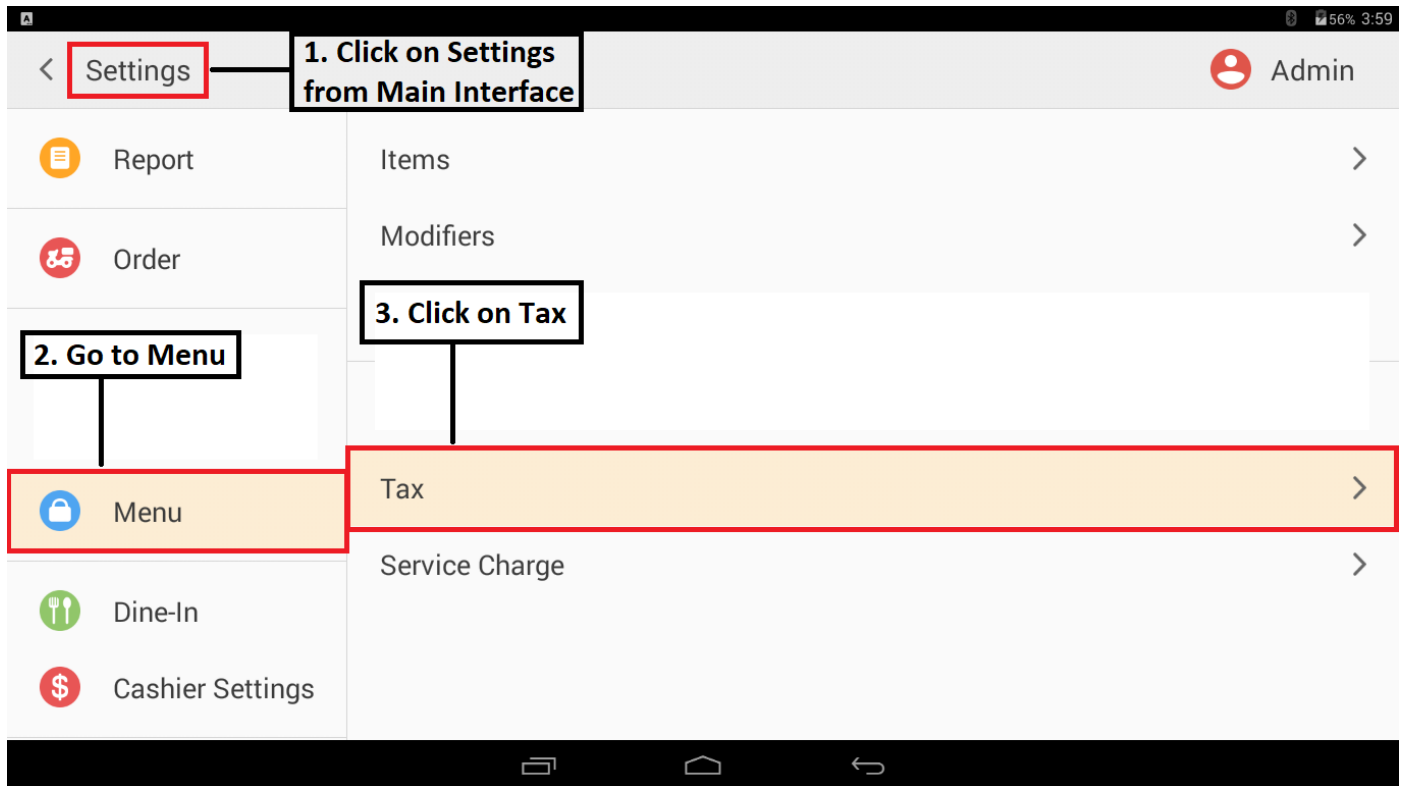 A
56% 3:59
Settings
1. Click on Settings
from Main Interface
Admin
Report
Items
Order
Modifiers
3. Click on Tax
2. Go to Menu
Menu
Tax
Service Charge
Dine-In
$
Cashier Settings